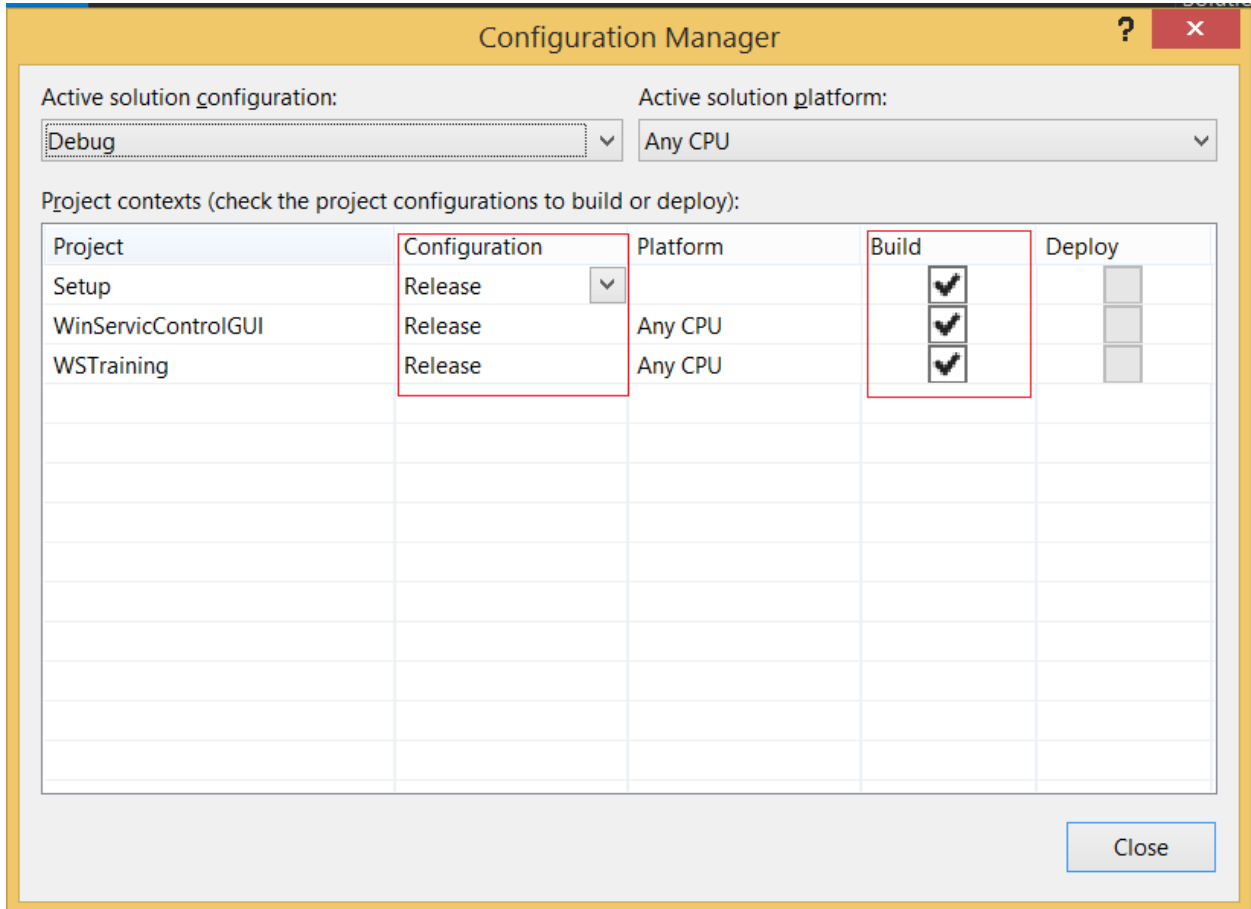 Configuration Manager ?
Active solution configuration: Active solution platform:
Debug Any CPU
Project contexts (check the project configurations to build or deploy):
Project Configuration Platform Build Deploy
Setup Release
WinServicControlGUI Release Any CPU
WSTraining Release Any CPU
Close